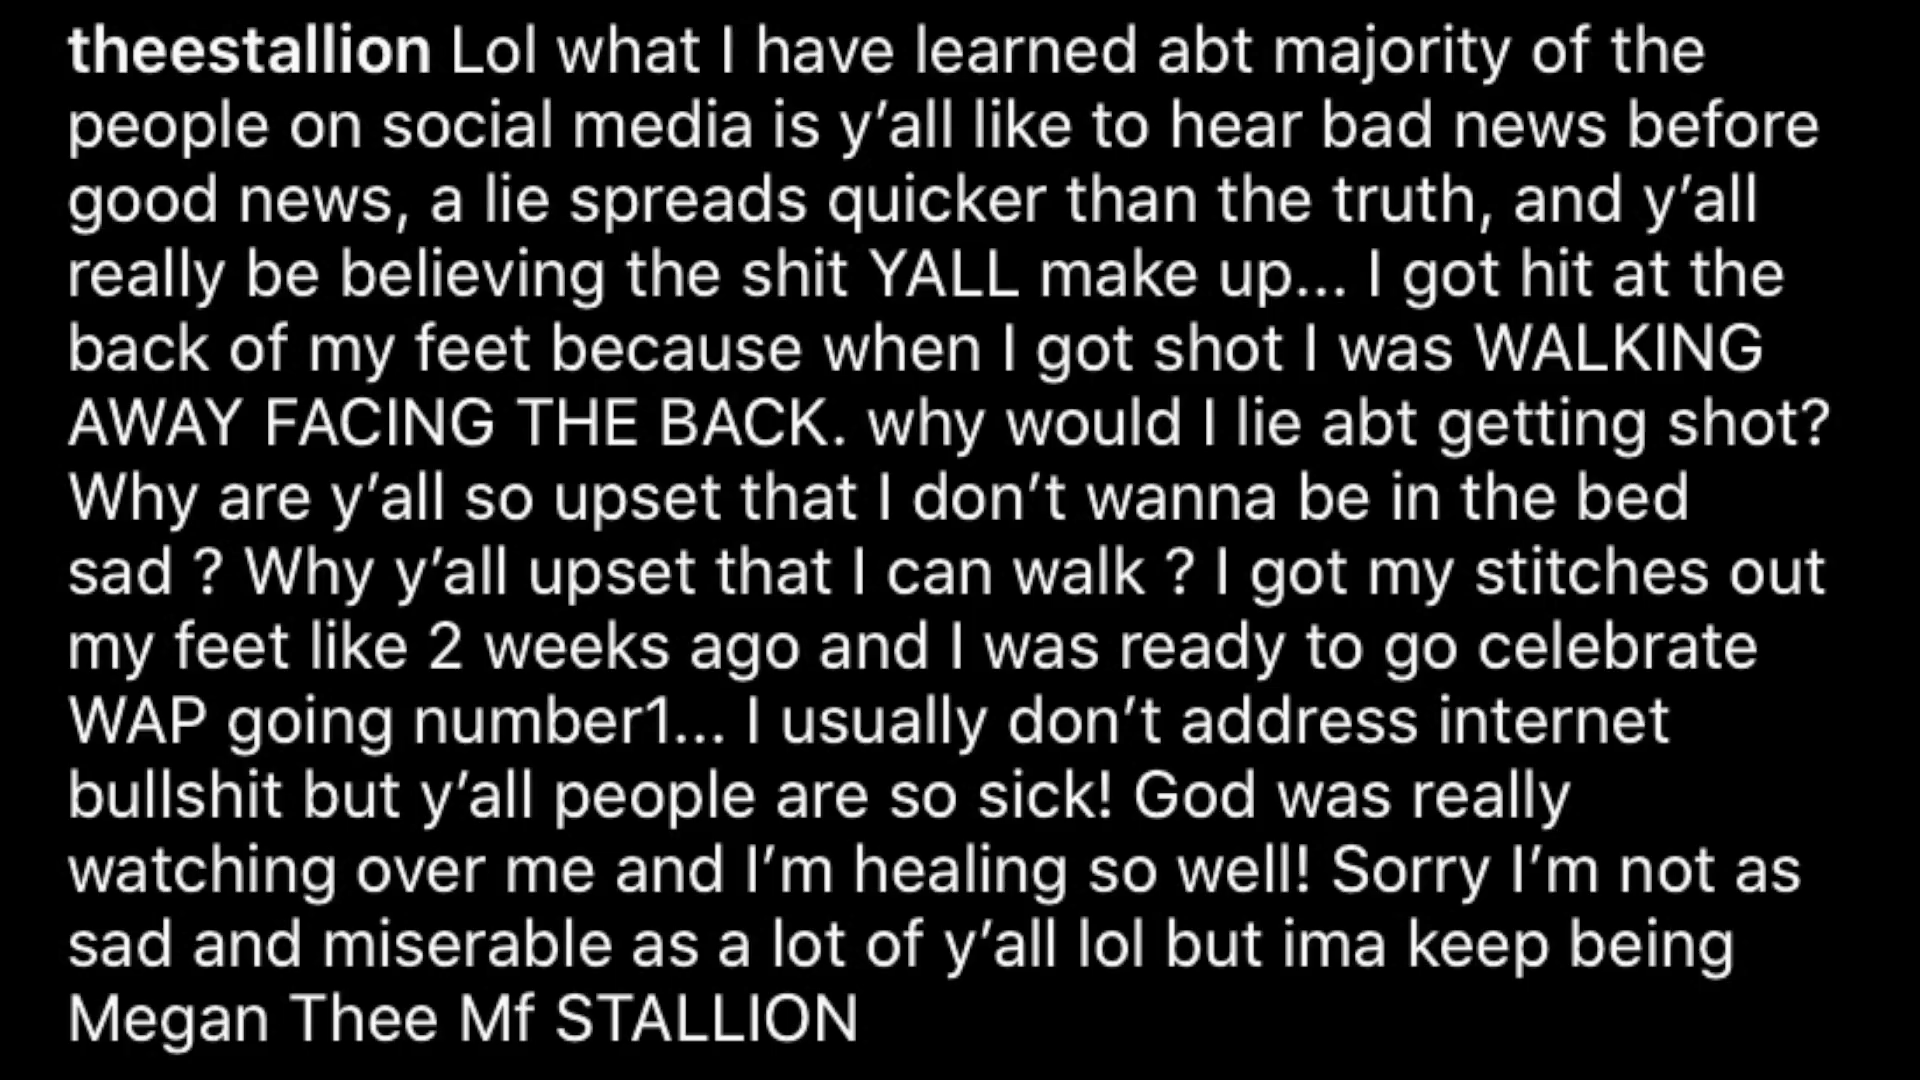 theestallion Lol what I have learned abt majority of the
people on social media is y’all like to hear bad news before
good news, a lie spreads quicker than the truth, and y’all
really be believing the shit YALL make up... I got hit at the
back of my feet because when I got shot I was WALKING
AWAY FACING THE BACK. why would I lie abt getting shot?
Why are y’all so upset that I don’t wanna be in the bed
sad ? Why y’all upset that I can walk ? I got my stitches out
my feet like 2 weeks ago and I was ready to go celebrate
WAP going number1... I usually don’t address internet
bullshit but y’all people are so sick! God was really
watching over me and I’m healing so well! Sorry I’m not as
sad and miserable as a lot of y’all lol but ima keep being
Megan Thee Mf STALLION